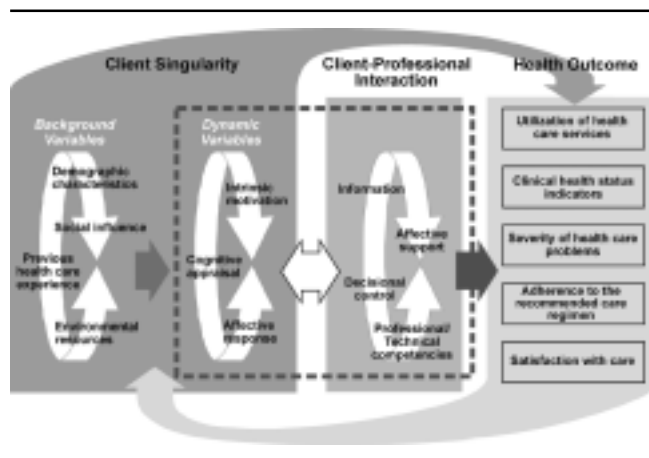 Client Singularity
Client-Professional
Interaction
Health Outcome
Background
Variables
Demographic
characteristics
Social influence
Previous
health care
experience
Environmental
resources
Dynamic
Variables
Intrinsic
motivation
Cognitive
appraisal
Affective
response
Information
Affective
support
Decisional
control
Professional/
Technical
competencies
Utilization of health
care services
Clinical health status
indicators
Severity of health care
problems
Adherence to the
recommended care
regimen
Satisfaction with care